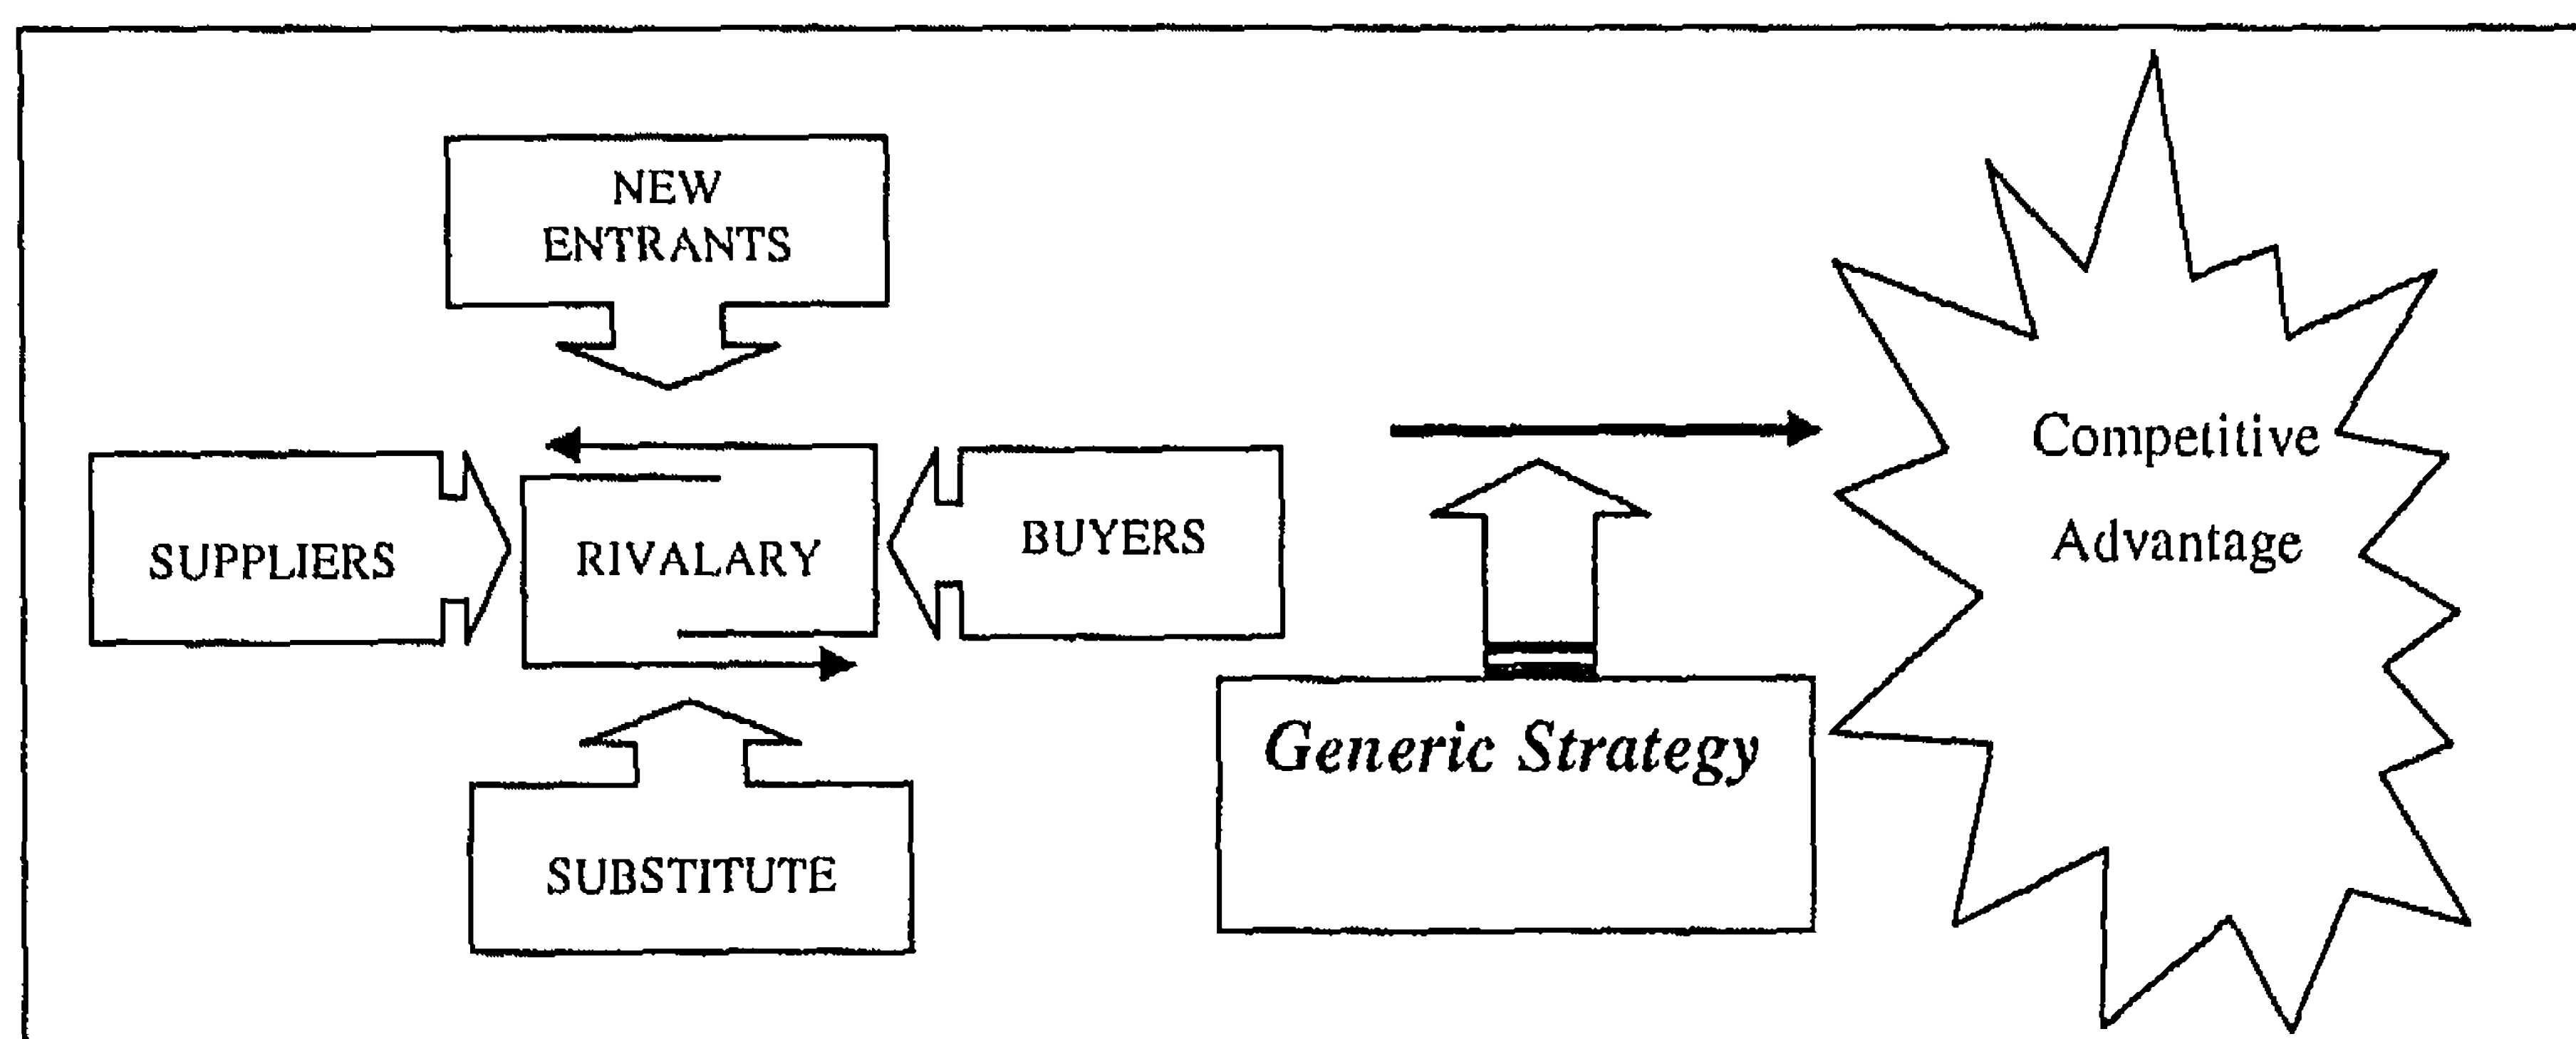 NEW
ENTRANTS
SUPPLIERS
RIVALARY
BUYERS
SUBSTITUTE
Generic Strategy
Competitive
Advantage